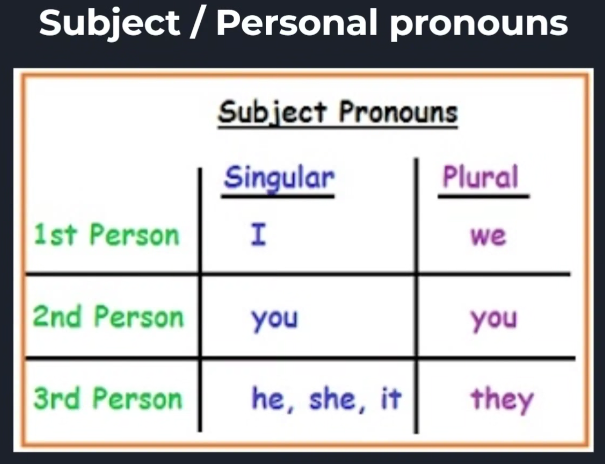 Subject / Personal pronouns
Subject Pronouns
Singular Plural
1st Person I we
2nd Person you you
3rd Person he, she, it they